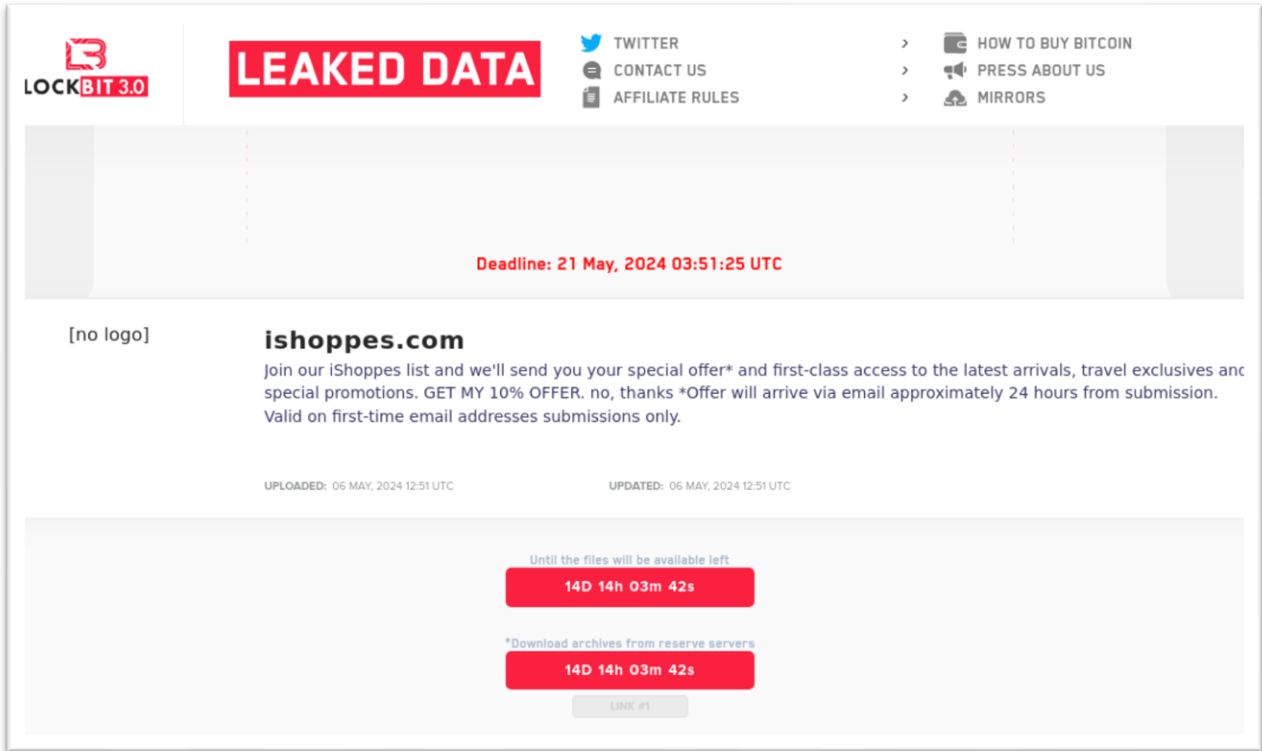 LOCKBIT 3.0
LEAKED DATA
TWITTER
CONTACT US
AFFILIATE RULES
>
>
>
HOW TO BUY BITCOIN
PRESS ABOUT US
MIRRORS
Deadline: 21 May, 2024 03:51:25 UTC
[no logo]
ishoppes.com
Join our iShoppes list and we'll send you your special offer* and first-class access to the latest arrivals, travel exclusives and
special promotions. GET MY 10% OFFER. no, thanks *Offer will arrive via email approximately 24 hours from submission.
Valid on first-time email addresses submissions only.
UPLOADED: 06 MAY, 2024 12:51 UTC
UPDATED: 06 MAY, 2024 12:51 UTC
Until the files will be available left
14D 14h 03m 42s
*Download archives from reserve servers
14D 14h 03m 42s
LINK #1